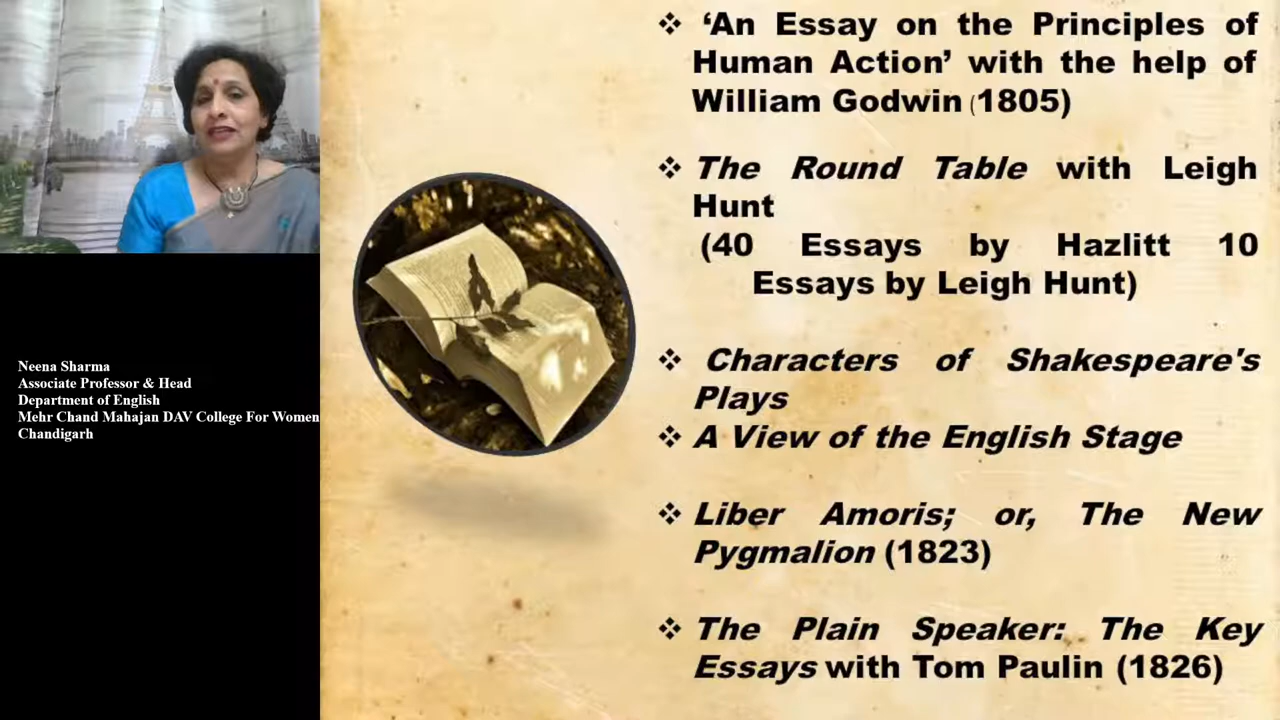 Neena Sharma
Associate Professor & Head
Department of English
Mehr Chand Mahajan DAV College For Women
Chandigarh
❖ ‘An Essay on the Principles of
Human Action’ with the help of
William Godwin (1805)
❖ The Round Table with Leigh
Hunt
(40 Essays by Hazlitt 10
Essays by Leigh Hunt)
❖ Characters of Shakespeare's
Plays
❖ A View of the English Stage
❖ Liber Amoris; or, The New
Pygmalion (1823)
❖ The Plain Speaker: The Key
Essays with Tom Paulin (1826)